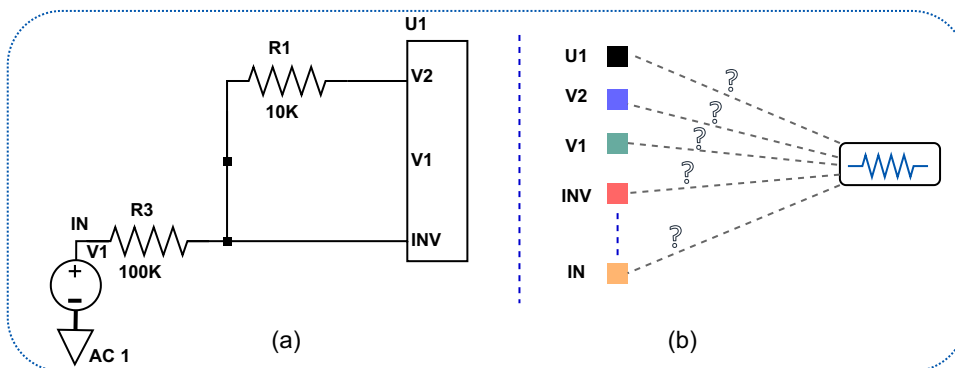 U1
R1
V2
10K
V1
IN
R3
V1
INV
100K
+
-
AC 1
(a)
U1
V2
V1
INV
IN
?
?
?
?
?
(b)